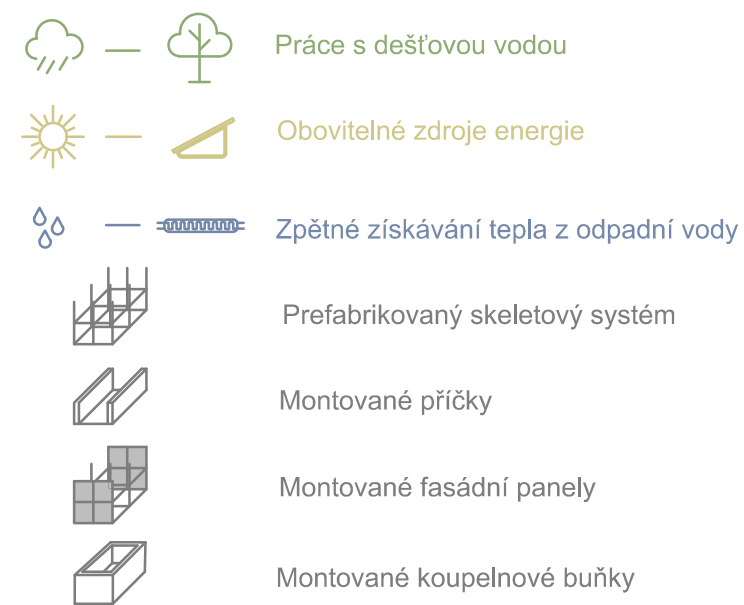 Práce s dešťovou vodou
Obovitelné zdroje energie
Zpětné získávání tepla z odpadní vody
Prefabrikovaný skeletový systém
Montované příčky
Montované fasádní panely
Montované koupelnové buňky